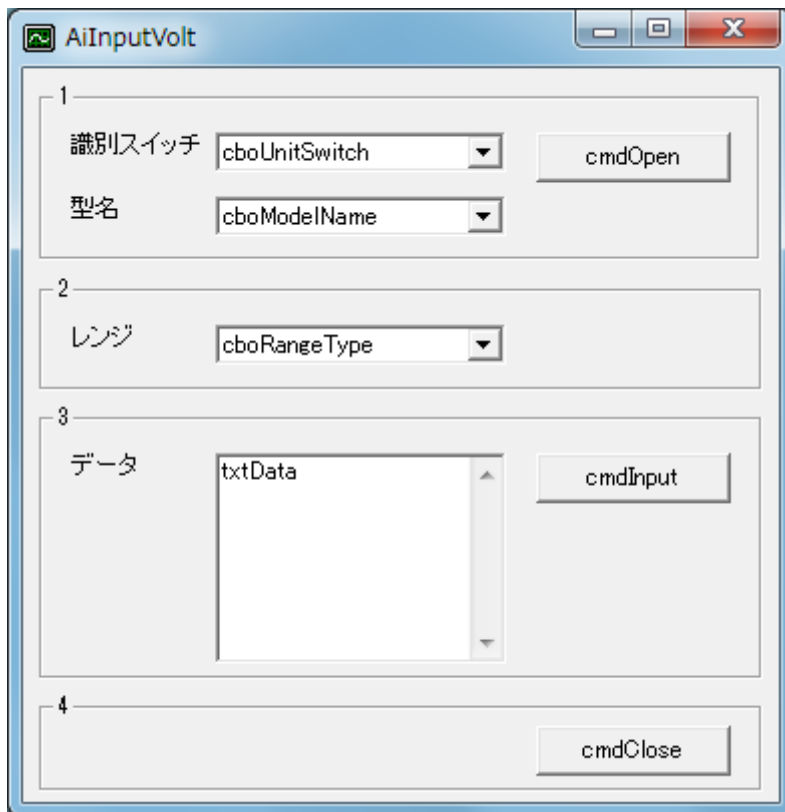 AiInputVolt
1
識別スイッチ cboUnitSwitch cmdOpen
型名 cboModelName
2
レンジ cboRangeType
3
データ txtData cmdInput
4
cmdClose